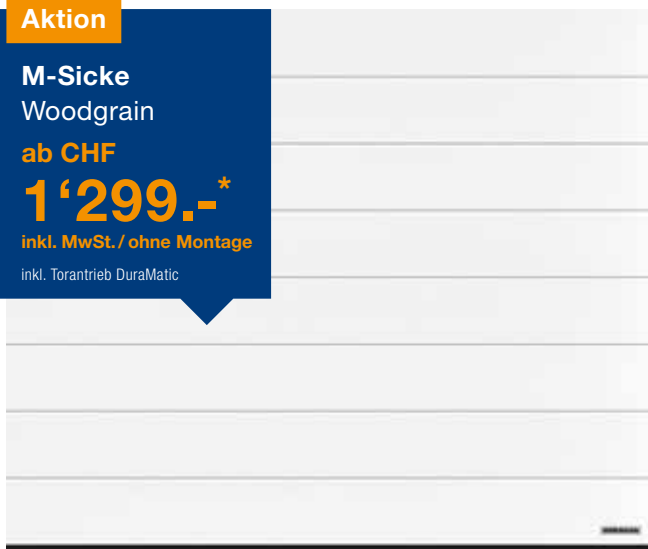 Aktion
M-Sicke
Woodgrain
ab CHF
1‘299.-*
inkl. MwSt. / ohne Montage
inkl. Torantrieb DuraMatic